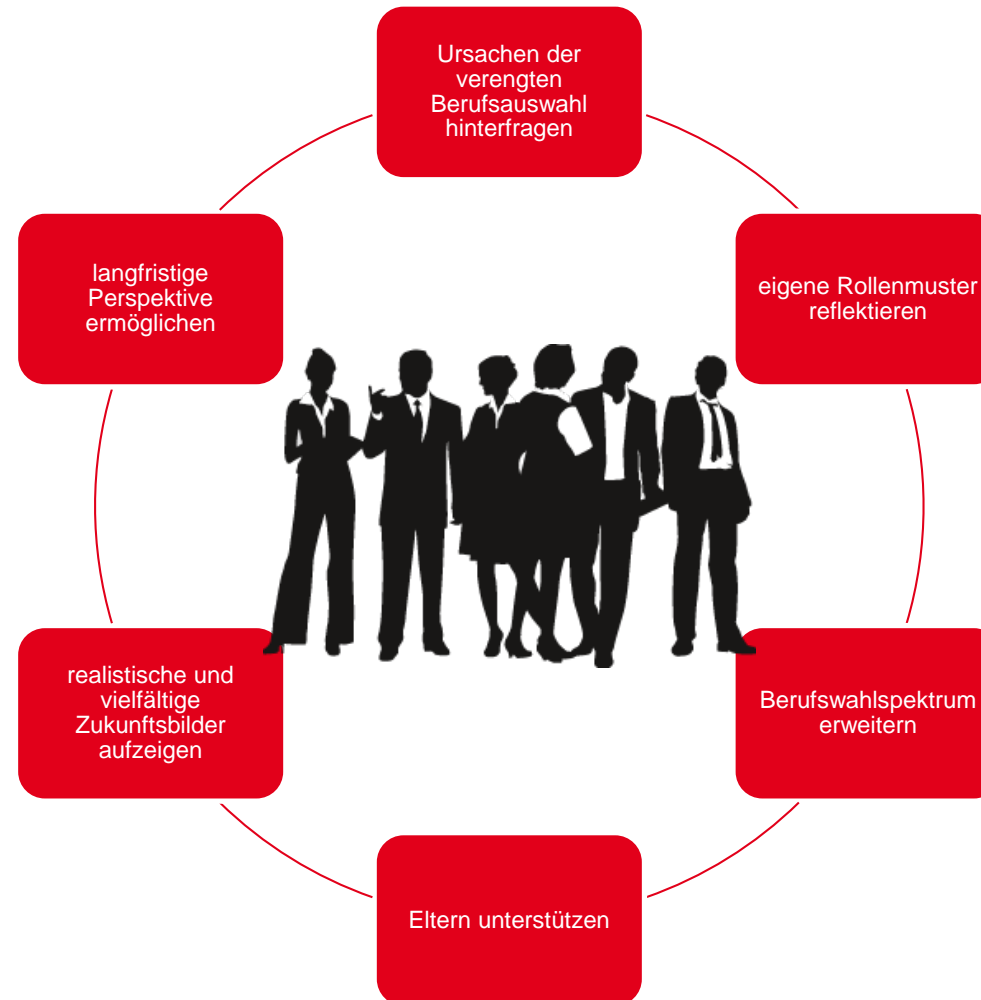 Ursachen der
verengten
Berufsauswahl
hinterfragen
langfristige
Perspektive
ermöglichen
eigene Rollenmuster
reflektieren
realistische und
vielfältige
Zukunftsbilder
aufzeigen
Berufswahlspektrum
erweitern
Eltern unterstützen